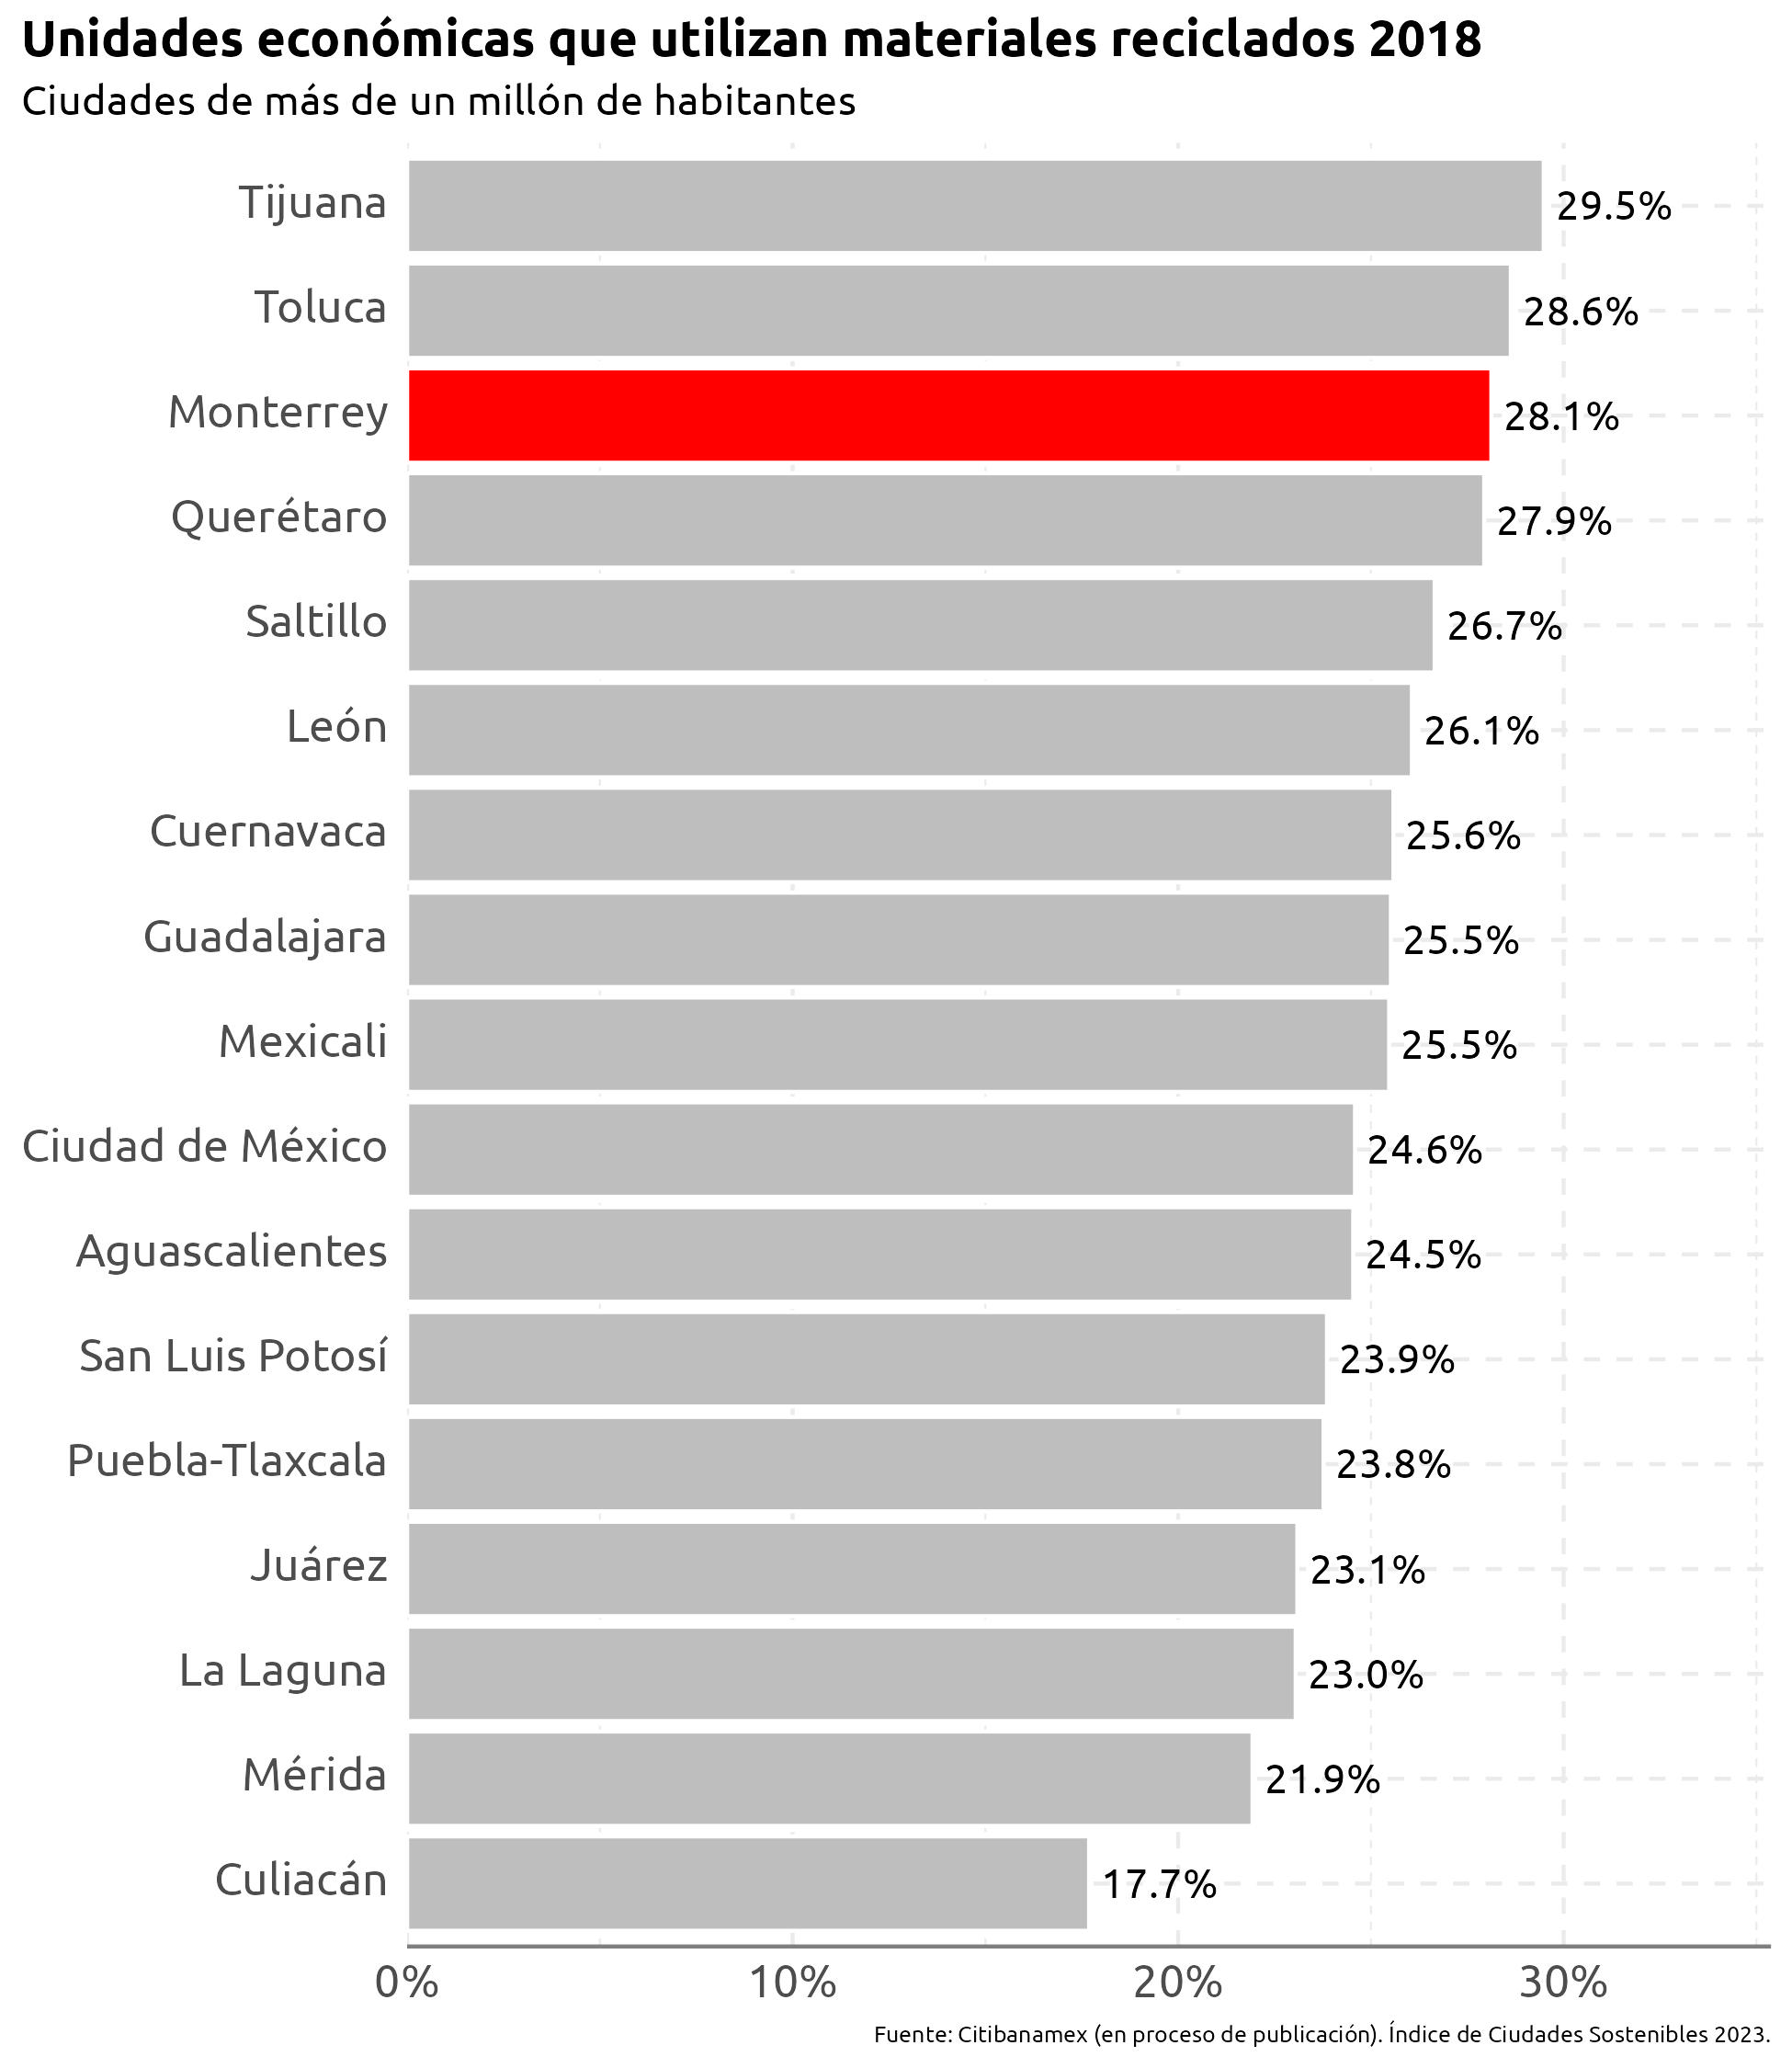 Unidades económicas que utilizan materiales reciclados 2018
Ciudades de más de un millón de habitantes
Tijuana 29.5%
Toluca 28.6%
Monterrey 28.1%
Querétaro 27.9%
Saltillo 26.7%
León 26.1%
Cuernavaca 25.6%
Guadalajara 25.5%
Mexicali 25.5%
Ciudad de México 24.6%
Aguascalientes 24.5%
San Luis Potosí 23.9%
Puebla-Tlaxcala 23.8%
Juárez 23.1%
La Laguna 23.0%
Mérida 21.9%
Culiacán 17.7%
0% 10% 20% 30%
Fuente: Citibanamex (en proceso de publicación). Índice de Ciudades Sostenibles 2023.